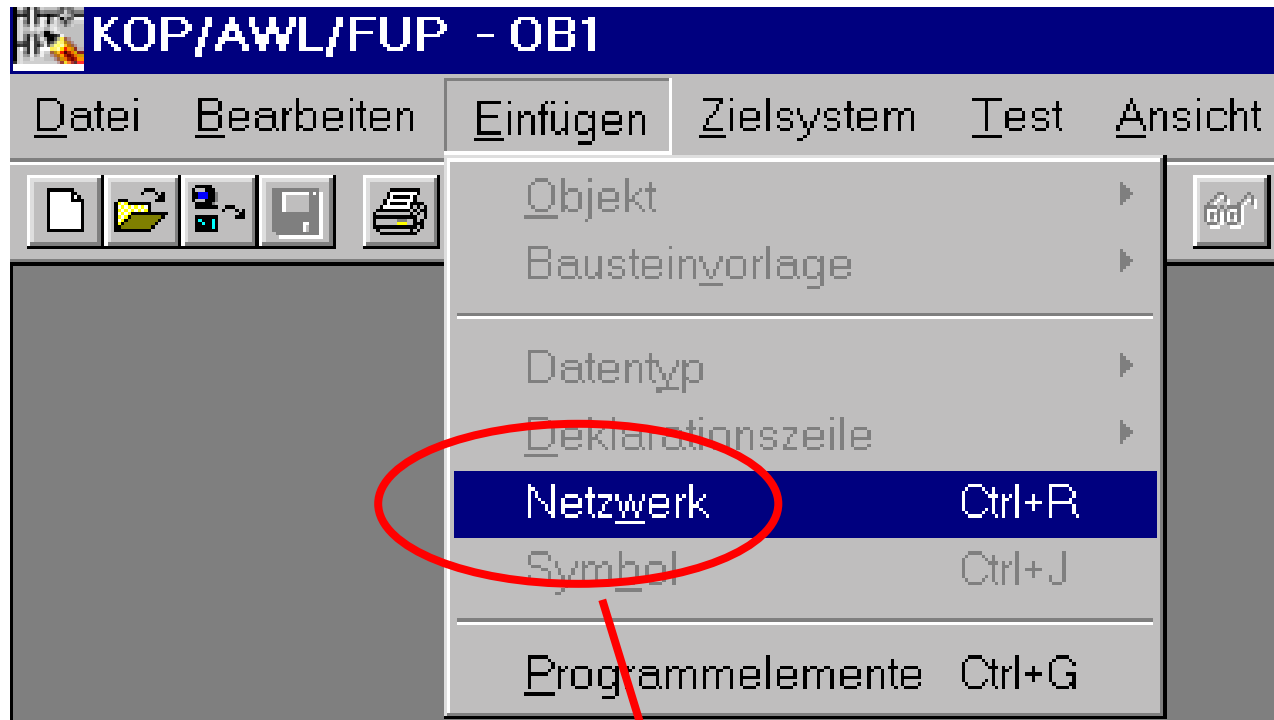 KOP/AWL/FUP - OB1
Datei Bearbeiten Einfügen Zielsystem Test Ansicht
Objekt
Bausteinvorlage
Datentyp
Deklarationszeile
Netzwerk Ctrl+R
Symbol Ctrl+J
Programmelemente Ctrl+G